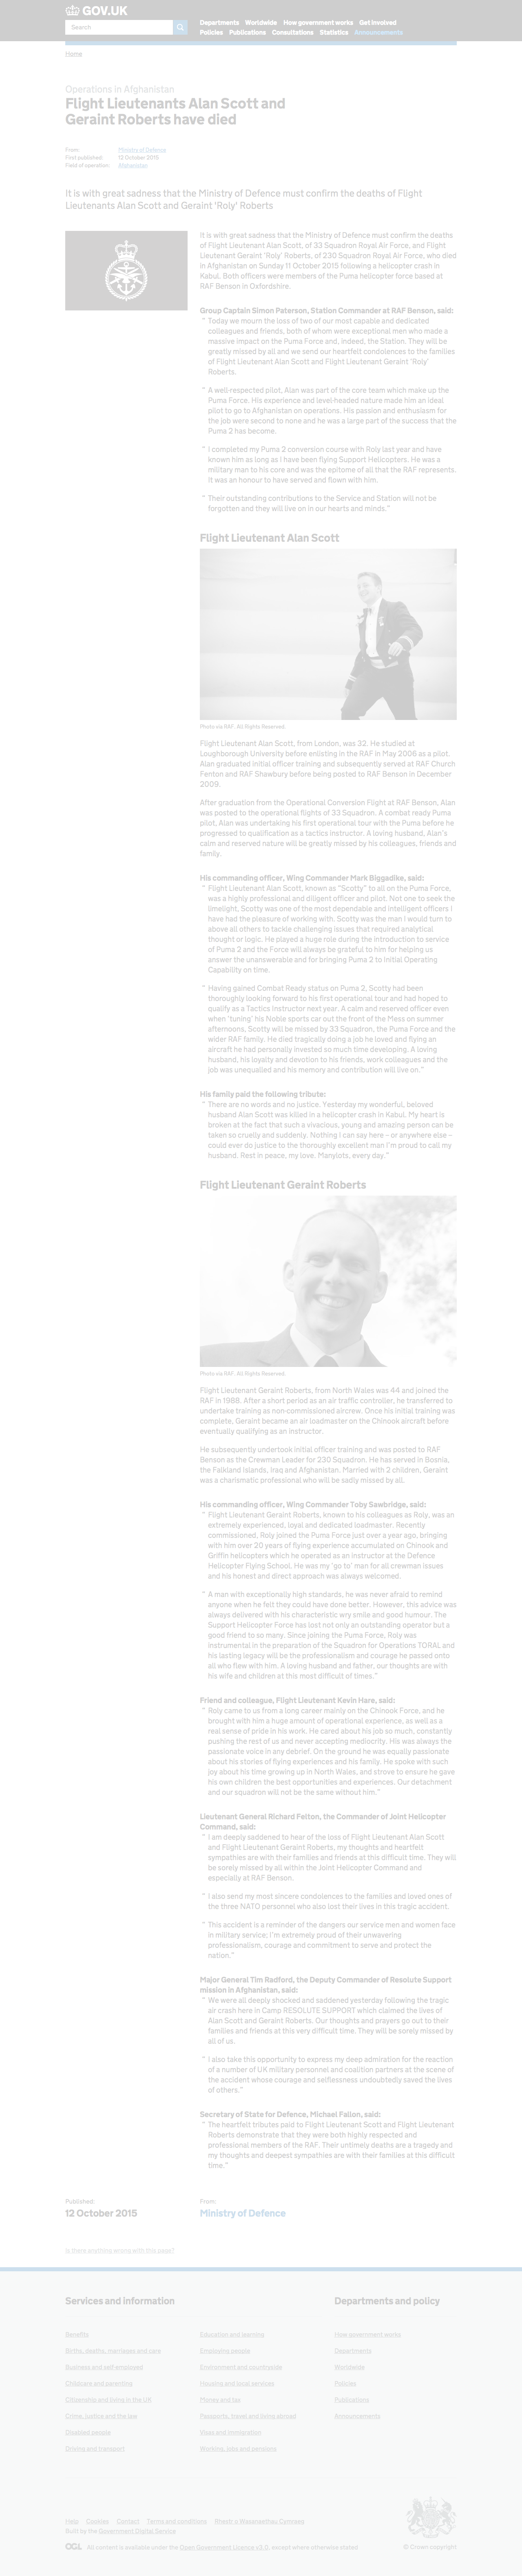 GOV.UK
Search
Departments Worldwide How government works Get involved
Policies Publications Consultations Statistics Announcements
Home
Operations in Afghanistan
Flight Lieutenants Alan Scott and
Geraint Roberts have died
From: Ministry of Defence
First published: 12 October 2015
Field of operation: Afghanistan
It is with great sadness that the Ministry of Defence must confirm the deaths of Flight
Lieutenants Alan Scott and Geraint 'Roly' Roberts
It is with great sadness that the Ministry of Defence must confirm the deaths
of Flight Lieutenant Alan Scott, of 33 Squadron Royal Air Force, and Flight
Lieutenant Geraint 'Roly' Roberts, of 230 Squadron Royal Air Force, who died
in Afghanistan on Sunday 11 October 2015 following a helicopter crash in
Kabul. Both officers were members of the Puma helicopter force based at
RAF Benson in Oxfordshire.
Group Captain Simon Paterson, Station Commander at RAF Benson, said:
“ Today we mourn the loss of two of our most capable and dedicated
colleagues and friends, both of whom were exceptional men who made a
massive impact on the Puma Force and, indeed, the Station. They will be
greatly missed by all and we send our heartfelt condolences to the families
of Flight Lieutenant Alan Scott and Flight Lieutenant Geraint 'Roly'
Roberts.
“ A well-respected pilot, Alan was part of the core team which make up the
Puma Force. His experience and level-headed nature made him an ideal
pilot to go to Afghanistan on operations. His passion and enthusiasm for
the job were second to none and he was a large part of the success that the
Puma 2 has become.
“ I completed my Puma 2 conversion course with Roly last year and have
known him as long as I have been flying Support Helicopters. He was a
military man to his core and was the epitome of all that the RAF represents.
It was an honour to have served and flown with him.
“ Their outstanding contributions to the Service and Station will not be
forgotten and they will live on in our hearts and minds.”
Flight Lieutenant Alan Scott
Photo via RAF. All Rights Reserved.
Flight Lieutenant Alan Scott, from London, was 32. He studied at
Loughborough University before enlisting in the RAF in May 2006 as a pilot.
Alan graduated initial officer training and subsequently served at RAF Church
Fenton and RAF Shawbury before being posted to RAF Benson in December
2009.
After graduation from the Operational Conversion Flight at RAF Benson, Alan
was posted to the operational flights of 33 Squadron. A combat ready Puma
pilot, Alan was undertaking his first operational tour with the Puma before he
progressed to qualification as a tactics instructor. A loving husband, Alan's
calm and reserved nature will be greatly missed by his colleagues, friends and
family.
His commanding officer, Wing Commander Mark Biggadike, said:
“ Flight Lieutenant Alan Scott, known as “Scotty” to all on the Puma Force,
was a highly professional and diligent officer and pilot. Not one to seek the
limelight, Scotty was one of the most dependable and intelligent officers I
have had the pleasure of working with. Scotty was the man I would turn to
above all others to tackle challenging issues that required analytical
thought or logic. He played a huge role during the introduction to service
of Puma 2 and the Force will always be grateful to him for helping us
answer the unanswerable and for bringing Puma 2 to Initial Operating
Capability on time.
“ Having gained Combat Ready status on Puma 2, Scotty had been
thoroughly looking forward to his first operational tour and had hoped to
qualify as a Tactics Instructor next year. A calm and reserved officer even
when 'tuning' his Noble sports car out the front of the Mess on summer
afternoons, Scotty will be missed by 33 Squadron, the Puma Force and the
wider RAF family. He died tragically doing a job he loved and flying an
aircraft he had personally invested so much time developing. A loving
husband, his loyalty and devotion to his friends, work colleagues and the
job was unequalled and his memory and contribution will live on.”
His family paid the following tribute:
“ There are no words and no justice. Yesterday my wonderful, beloved
husband Alan Scott was killed in a helicopter crash in Kabul. My heart is
broken at the fact that such a vivacious, young and amazing person can be
taken so cruelly and suddenly. Nothing I can say here – or anywhere else –
could ever do justice to the thoroughly excellent man I'm proud to call my
husband. Rest in peace, my love. Manylots, every day.”
Flight Lieutenant Geraint Roberts
Photo via RAF. All Rights Reserved.
Flight Lieutenant Geraint Roberts, from North Wales was 44 and joined the
RAF in 1988. After a short period as an air traffic controller, he transferred to
undertake training as non-commissioned aircrew. Once his initial training was
complete, Geraint became an air loadmaster on the Chinook aircraft before
eventually qualifying as an instructor.
He subsequently undertook initial officer training and was posted to RAF
Benson as the Crewman Leader for 230 Squadron. He has served in Bosnia,
the Falkland Islands, Iraq and Afghanistan. Married with 2 children, Geraint
was a charismatic professional who will be sadly missed by all.
His commanding officer, Wing Commander Toby Sawbridge, said:
“ Flight Lieutenant Geraint Roberts, known to his colleagues as Roly, was an
extremely experienced, loyal and dedicated loadmaster. Recently
commissioned, Roly joined the Puma Force just over a year ago, bringing
with him over 20 years of flying experience accumulated on Chinook and
Griffin helicopters which he operated as an instructor at the Defence
Helicopter Flying School. He was my 'go to' man for all crewman issues
and his honest and direct approach was always welcomed.
“ A man with exceptionally high standards, he was never afraid to remind
anyone when he felt they could have done better. However, this advice was
always delivered with his characteristic wry smile and good humour. The
Support Helicopter Force has lost not only an outstanding operator but a
good friend to so many. Since joining the Puma Force, Roly was
instrumental in the preparation of the Squadron for Operations TORAL and
his lasting legacy will be the professionalism and courage he passed onto
all who flew with him. A loving husband and father, our thoughts are with
his wife and children at this most difficult of times.”
Friend and colleague, Flight Lieutenant Kevin Hare, said:
“ Roly came to us from a long career mainly on the Chinook Force, and he
brought with him a huge amount of operational experience, as well as a
real sense of pride in his work. He cared about his job so much, constantly
pushing the rest of us and never accepting mediocrity. His was always the
passionate voice in any debrief. On the ground he was equally passionate
about his stories of flying experiences and his family. He spoke with such
joy about his time growing up in North Wales, and strove to ensure he gave
his own children the best opportunities and experiences. Our detachment
and our squadron will not be the same without him.”
Lieutenant General Richard Felton, the Commander of Joint Helicopter
Command, said:
“ I am deeply saddened to hear of the loss of Flight Lieutenant Alan Scott
and Flight Lieutenant Geraint Roberts, my thoughts and heartfelt
sympathies are with their families and friends at this difficult time. They will
be sorely missed by all within the Joint Helicopter Command and
especially at RAF Benson.
“ I also send my most sincere condolences to the families and loved ones of
the three NATO personnel who also lost their lives in this tragic accident.
“ This accident is a reminder of the dangers our service men and women face
in military service; I'm extremely proud of their unwavering
professionalism, courage and commitment to serve and protect the
nation.”
Major General Tim Radford, the Deputy Commander of Resolute Support
mission in Afghanistan, said:
“ We were all deeply shocked and saddened yesterday following the tragic
air crash here in Camp RESOLUTE SUPPORT which claimed the lives of
Alan Scott and Geraint Roberts. Our thoughts and prayers go out to their
families and friends at this very difficult time. They will be sorely missed by
all of us.
“ I also take this opportunity to express my deep admiration for the reaction
of a number of UK military personnel and coalition partners at the scene of
the accident whose courage and selflessness undoubtedly saved the lives
of others.”
Secretary of State for Defence, Michael Fallon, said:
“ The heartfelt tributes paid to Flight Lieutenant Scott and Flight Lieutenant
Roberts demonstrate that they were both highly respected and
professional members of the RAF. Their untimely deaths are a tragedy and
my thoughts and deepest sympathies are with their families at this difficult
time.”
Published: From:
12 October 2015 Ministry of Defence
Is there anything wrong with this page?
Services and information Departments and policy
Benefits Education and learning How government works
Births, deaths, marriages and care Employing people Departments
Business and self-employed Environment and countryside Worldwide
Childcare and parenting Housing and local services Policies
Citizenship and living in the UK Money and tax Publications
Crime, justice and the law Passports, travel and living abroad Announcements
Disabled people Visas and immigration
Driving and transport Working, jobs and pensions
Help Cookies Contact Terms and conditions Rhestr o Wasanaethau Cymraeg
Built by the Government Digital Service
OGL All content is available under the Open Government Licence v3.0, except where otherwise stated
© Crown copyright